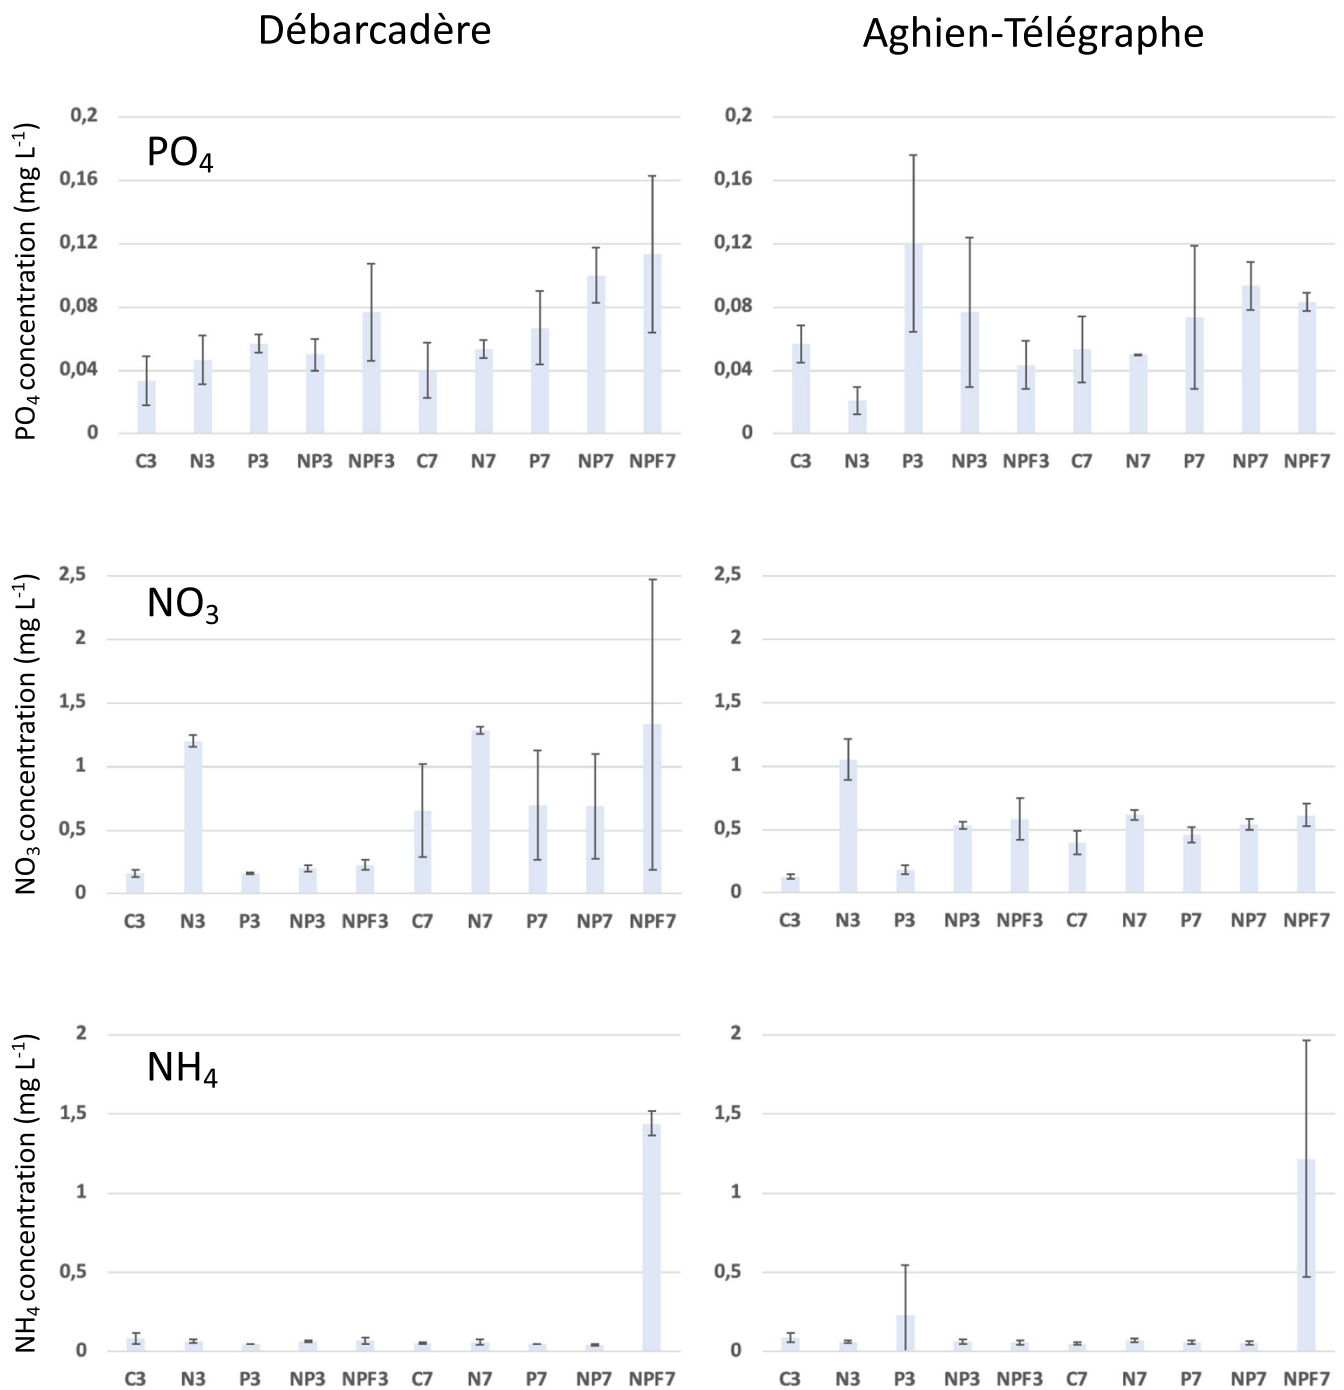 Débarcadère Aghien-Télégraphe
PO₄ concentration (mg L⁻¹)
PO₄
0,2
0,16
0,12
0,08
0,04
0
C3 N3 P3 NP3 NPF3 C7 N7 P7 NP7 NPF7
0,2
0,16
0,12
0,08
0,04
0
C3 N3 P3 NP3 NPF3 C7 N7 P7 NP7 NPF7
NO₃ concentration (mg L⁻¹)
NO₃
2,5
2
1,5
1
0,5
0
C3 N3 P3 NP3 NPF3 C7 N7 P7 NP7 NPF7
2,5
2
1,5
1
0,5
0
C3 N3 P3 NP3 NPF3 C7 N7 P7 NP7 NPF7
NH₄ concentration (mg L⁻¹)
NH₄
2
1,5
1
0,5
0
C3 N3 P3 NP3 NPF3 C7 N7 P7 NP7 NPF7
2
1,5
1
0,5
0
C3 N3 P3 NP3 NPF3 C7 N7 P7 NP7 NPF7